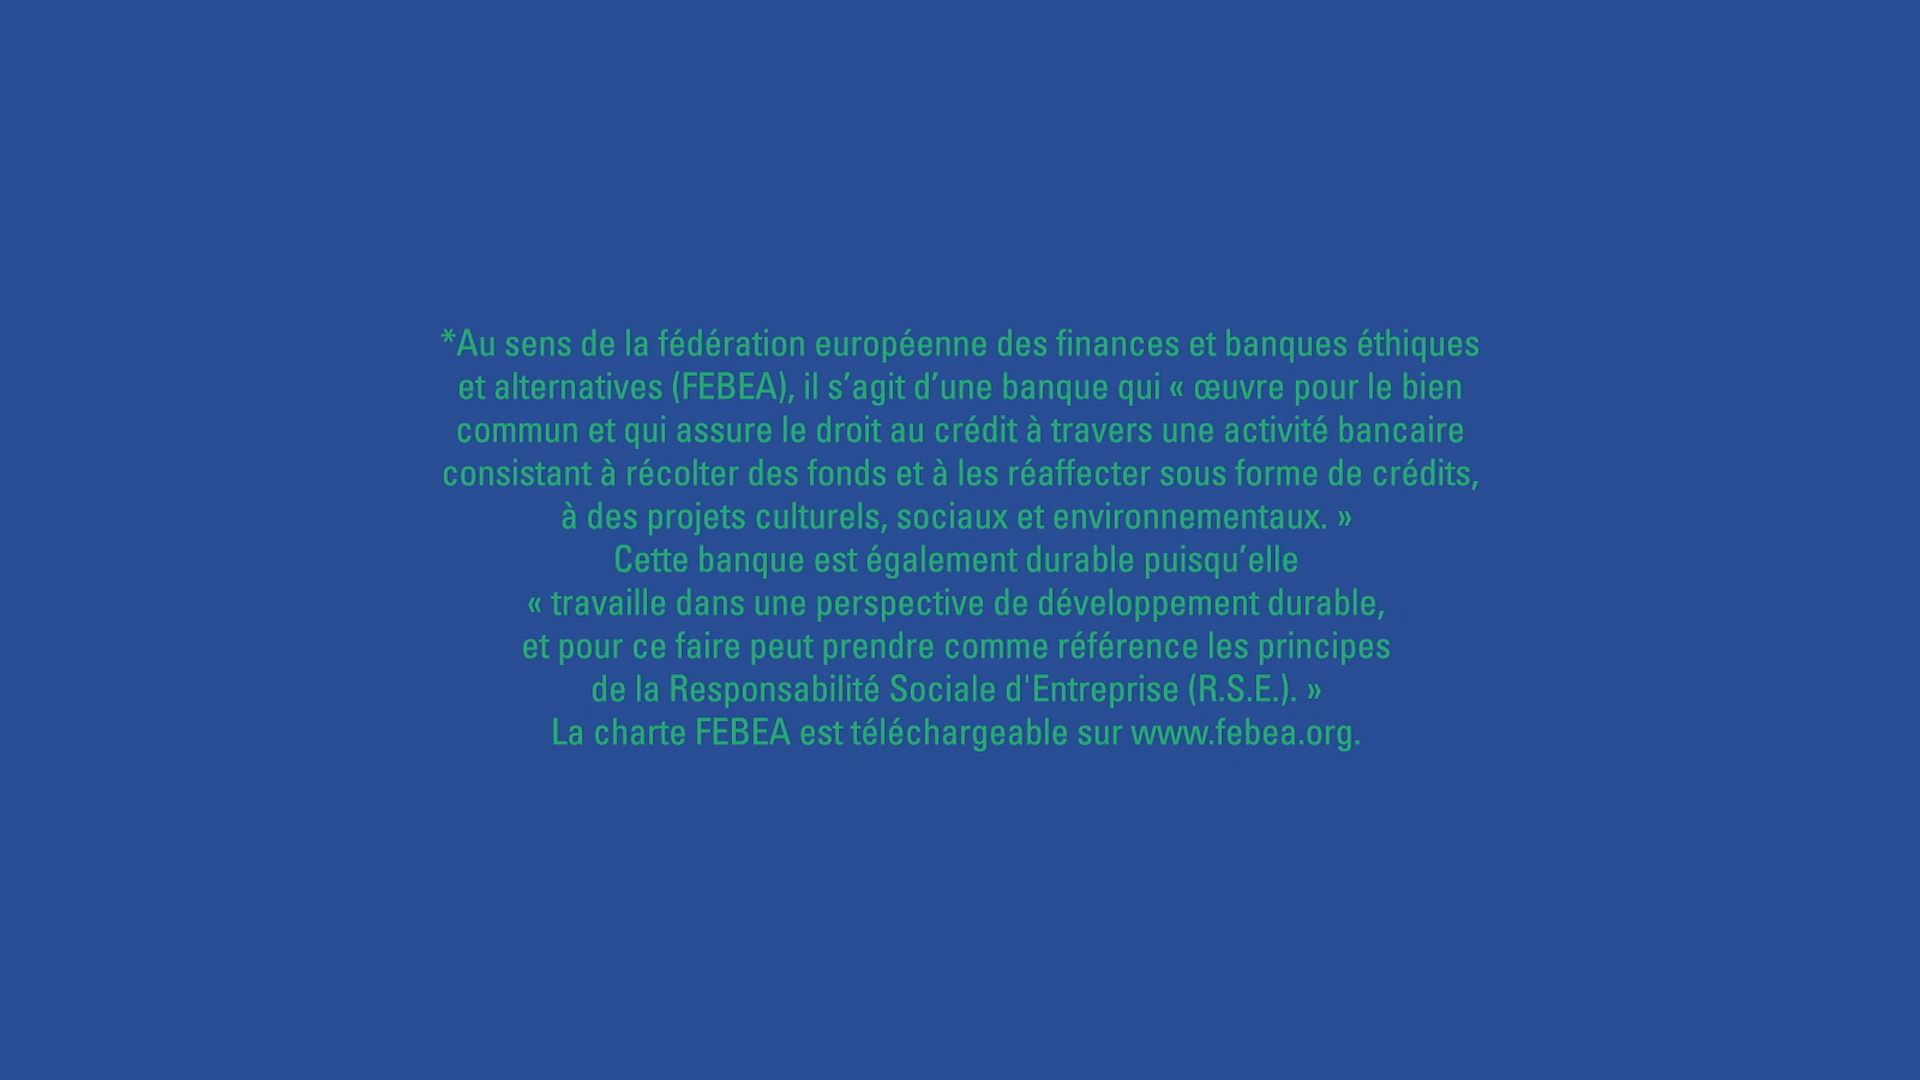 *Au sens de la fédération européenne des finances et banques éthiques
et alternatives (FEBEA), il s’agit d’une banque qui « œuvre pour le bien
commun et qui assure le droit au crédit à travers une activité bancaire
consistant à récolter des fonds et à les réaffecter sous forme de crédits,
à des projets culturels, sociaux et environnementaux. »
Cette banque est également durable puisqu’elle
« travaille dans une perspective de développement durable,
et pour ce faire peut prendre comme référence les principes
de la Responsabilité Sociale d'Entreprise (R.S.E.). »
La charte FEBEA est téléchargeable sur www.febea.org.